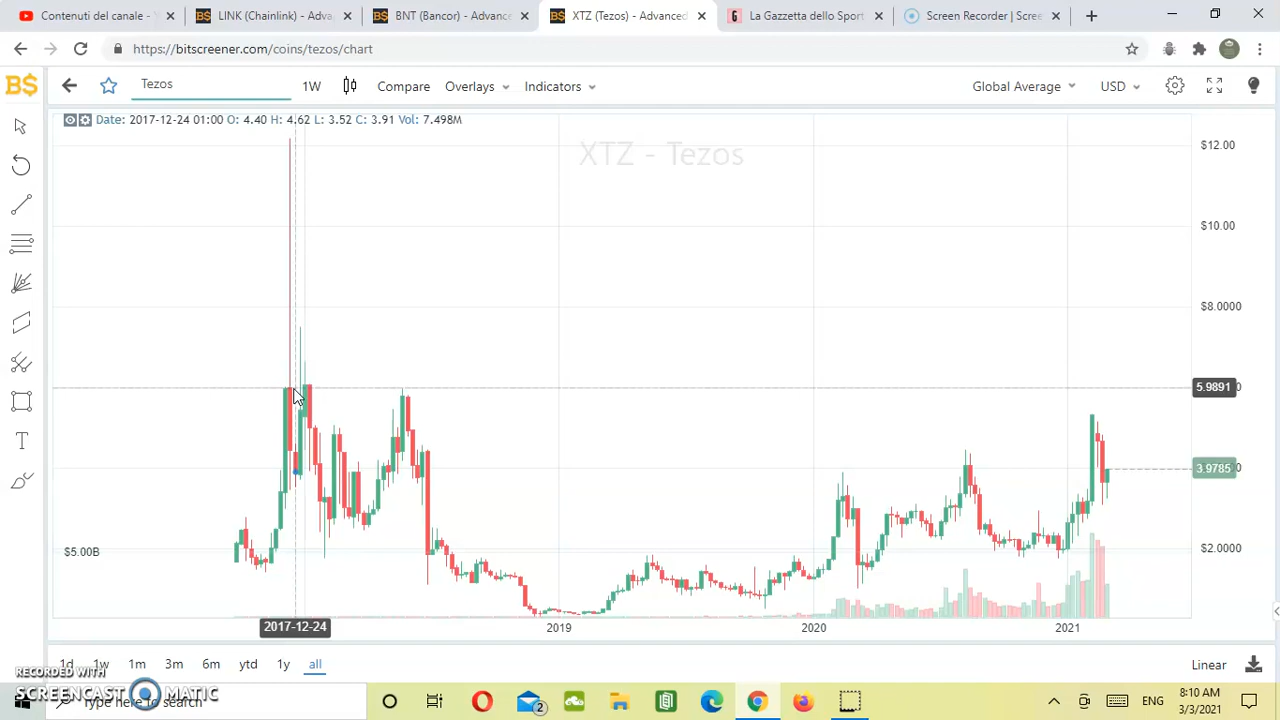 Contenuti del canale - Y
LINK (Chainlink) - Adva
BNT (Bancor) - Advance
XTZ (Tezos) - Advanced
La Gazzetta dello Sport
Screen Recorder | Scree
https://bitscreener.com/coins/tezos/chart
B$
Tezos
1W
Compare
Overlays
Indicators
Global Average
USD
Date: 2017-12-24 01:00 O: 4.40 H: 4.62 L: 3.52 C: 3.91 Vol: 7.498M
XTZ - Tezos
$12.00
$10.00
$8.0000
5.9891
3.9785
$5.00B
$2.0000
2017-12-24
2019
2020
2021
1d
1w
1m
3m
6m
ytd
1y
all
Linear
RECORDED WITH
SCREENCAST MATIC
Type here to search
2
ENG
8:10 AM
3/3/2021